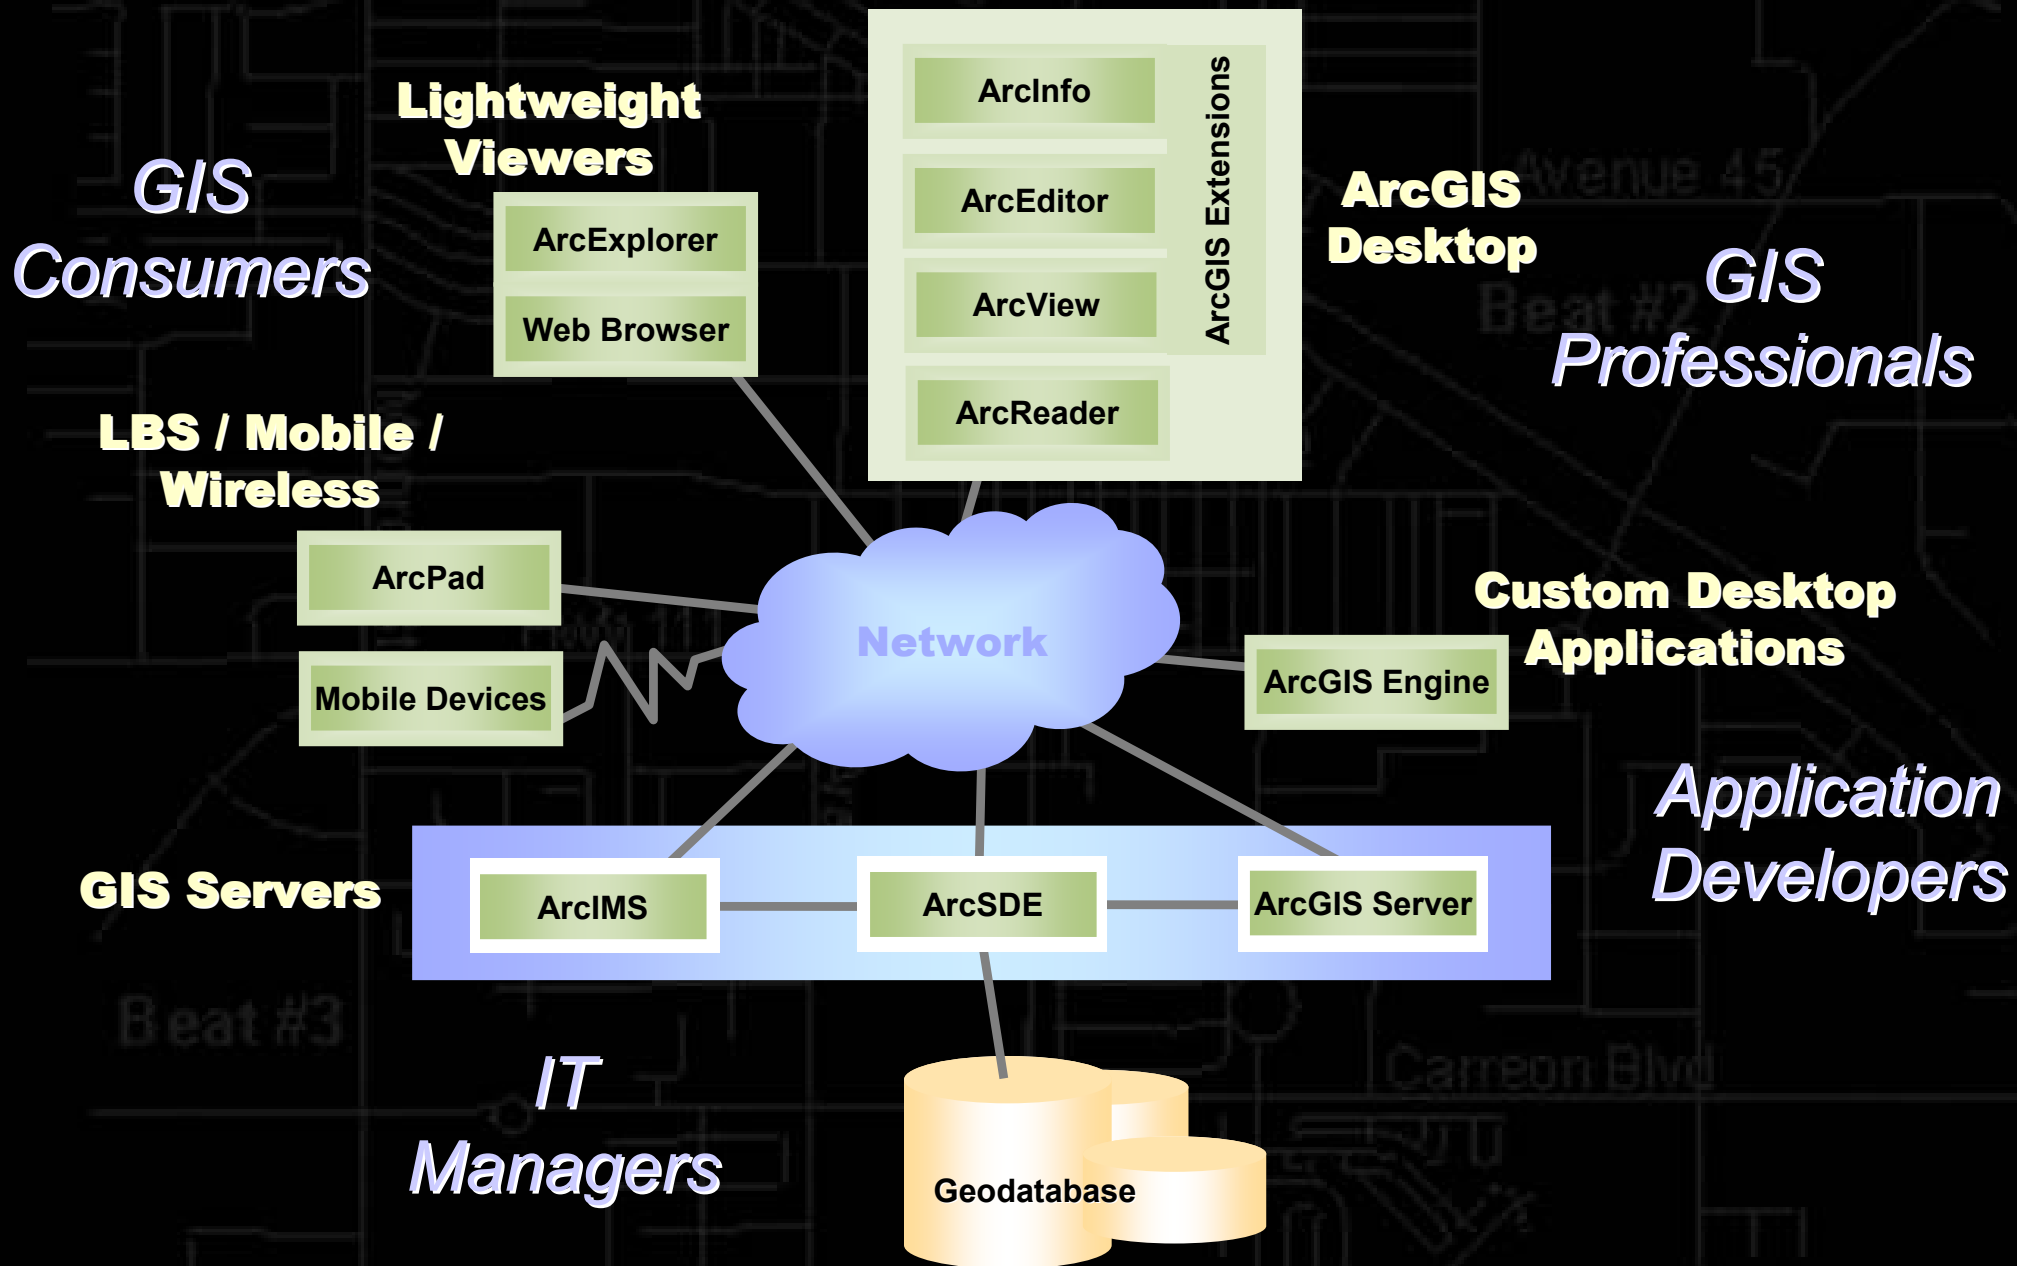 GIS
Consumers
Lightweight
Viewers
ArcExplorer
Web Browser
ArcInfo
ArcEditor
ArcView
ArcReader
ArcGIS Extensions
ArcGIS
Desktop
GIS
Professionals
Avenue 45
Beat #2
LBS / Mobile /
Wireless
ArcPad
Mobile Devices
Network
Custom Desktop
Applications
ArcGIS Engine
Application
Developers
GIS Servers
ArcIMS
ArcSDE
ArcGIS Server
Beat #3
IT
Managers
Geodatabase
Carreon Blvd